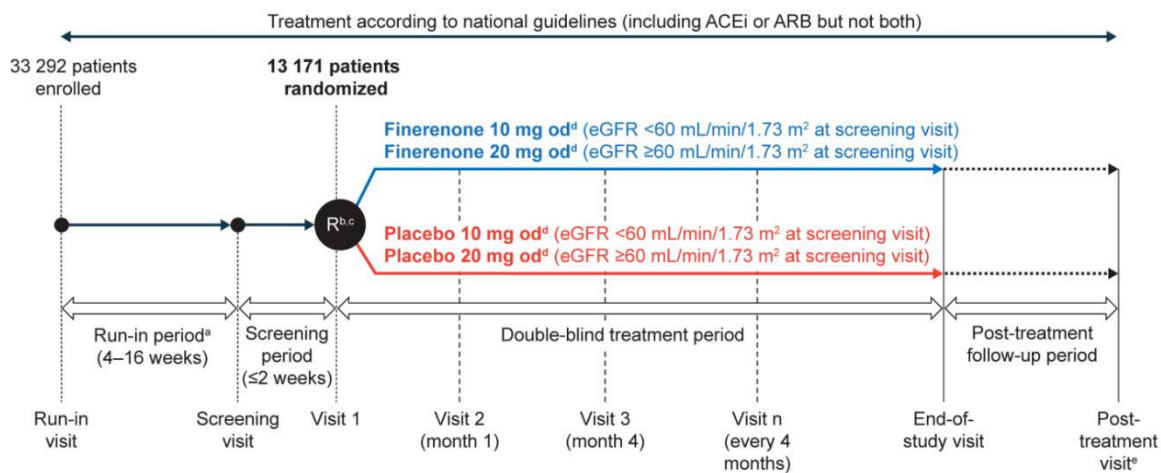 Treatment according to national guidelines (including ACEi or ARB but not both)
33 292 patients
enrolled
13 171 patients
randomized
Finerenone 10 mg odᵈ (eGFR <60 mL/min/1.73 m² at screening visit)
Finerenone 20 mg odᵈ (eGFR ≥60 mL/min/1.73 m² at screening visit)
Rᵇ,ᶜ
Placebo 10 mg odᵈ (eGFR <60 mL/min/1.73 m² at screening visit)
Placebo 20 mg odᵈ (eGFR ≥60 mL/min/1.73 m² at screening visit)
Run-in periodᵃ
(4–16 weeks)
Screening
period
(≤2 weeks)
Double-blind treatment period
Post-treatment
follow-up period
Run-in
visit
Screening
visit
Visit 1
Visit 2
(month 1)
Visit 3
(month 4)
Visit n
(every 4
months)
End-of-
study visit
Post-
treatment
visitᵉ